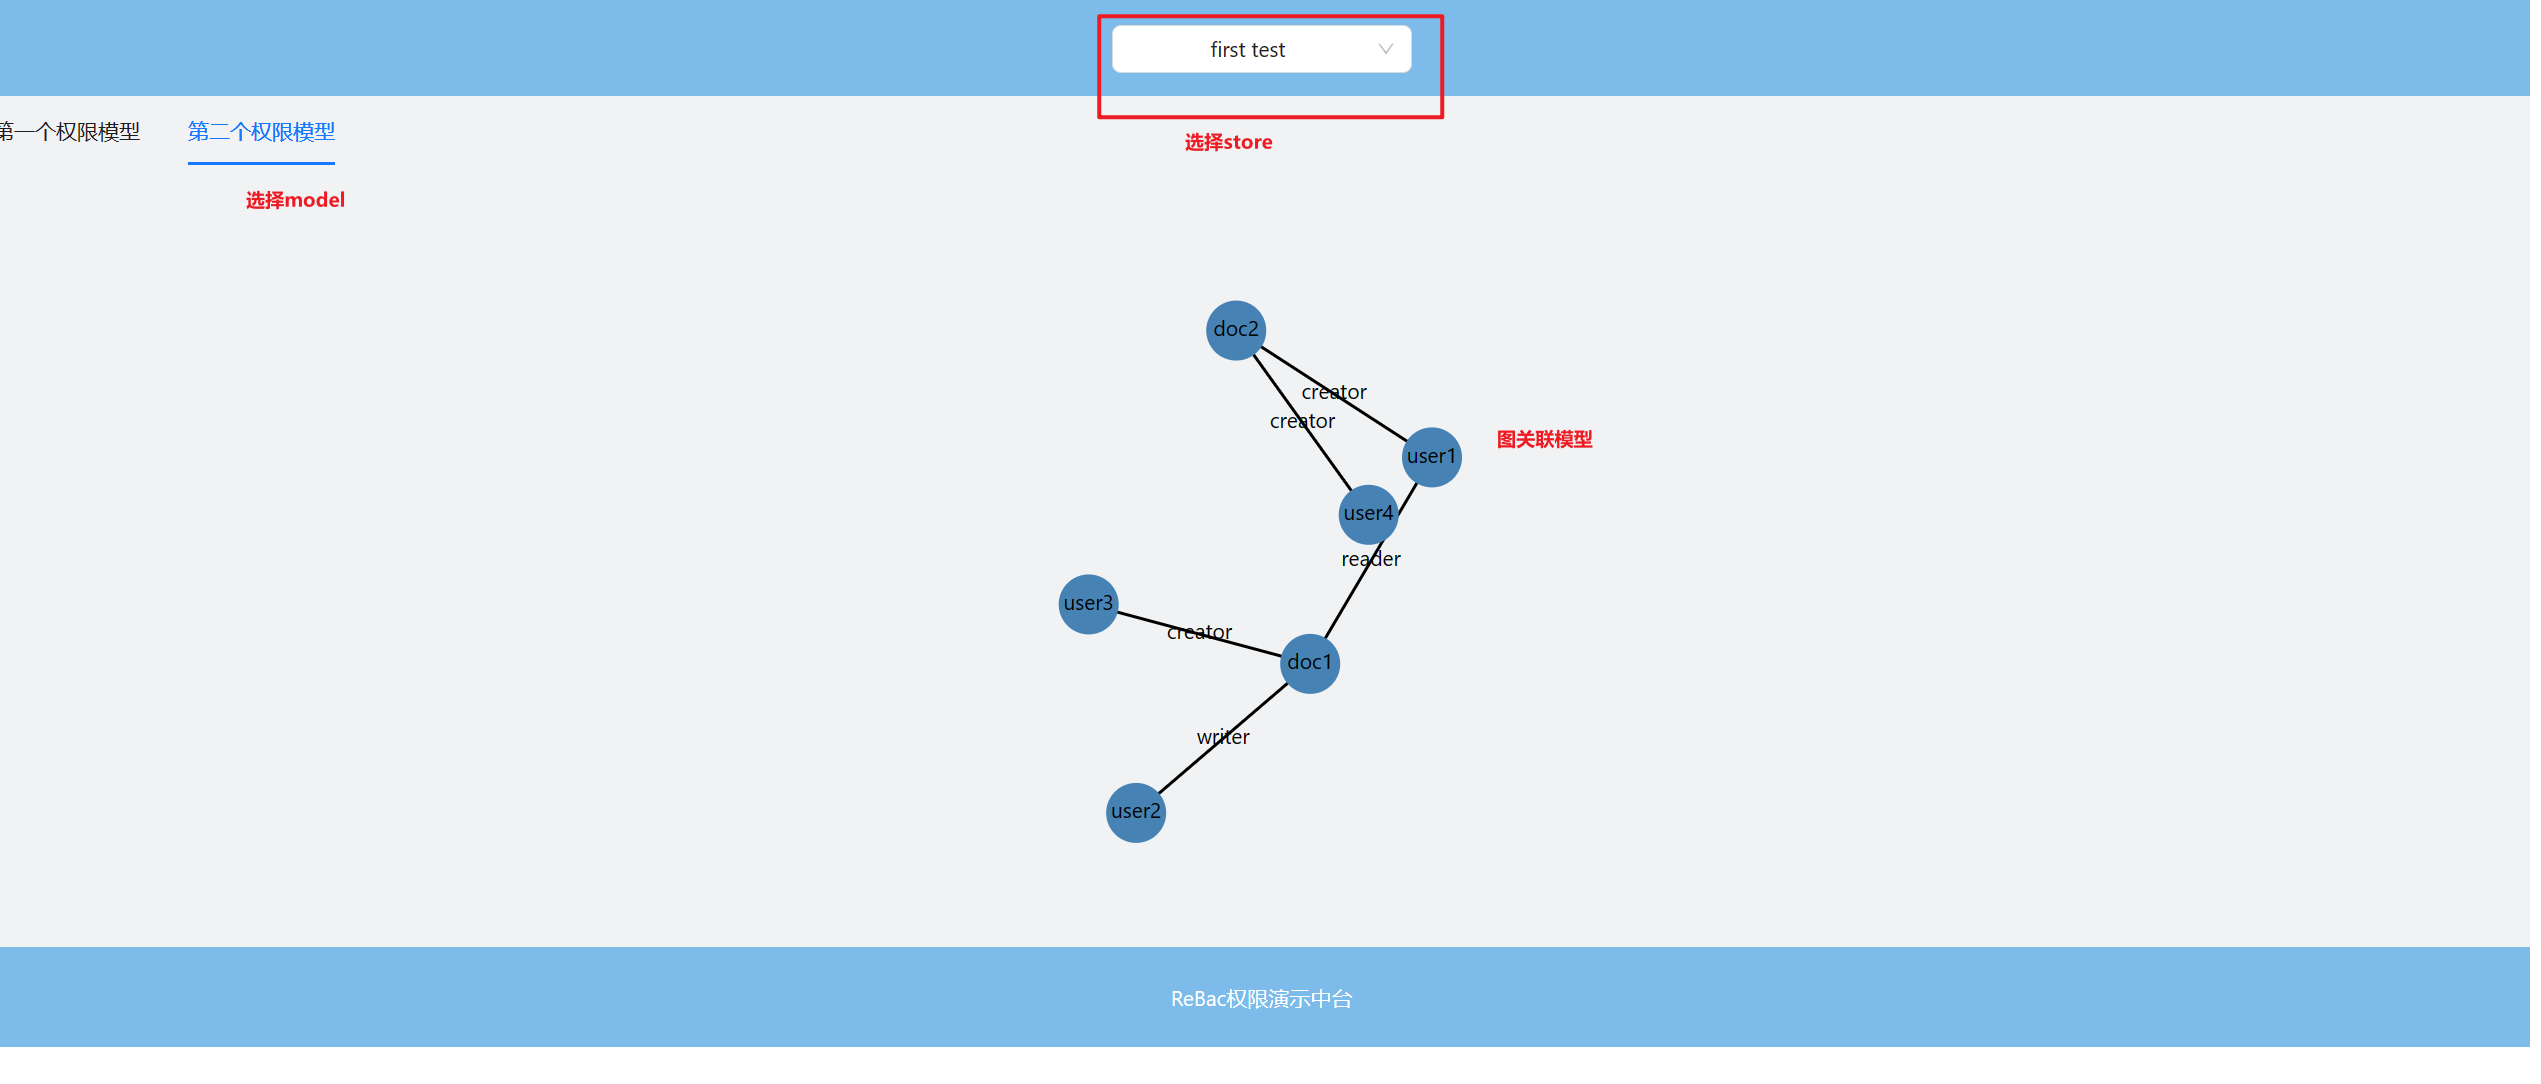 first test
第一个权限模型
第二个权限模型
选择store
选择model
doc2
creator
creator
图关联模型
user1
user4
reader
user3
creator
doc1
writer
user2
ReBac权限演示中台